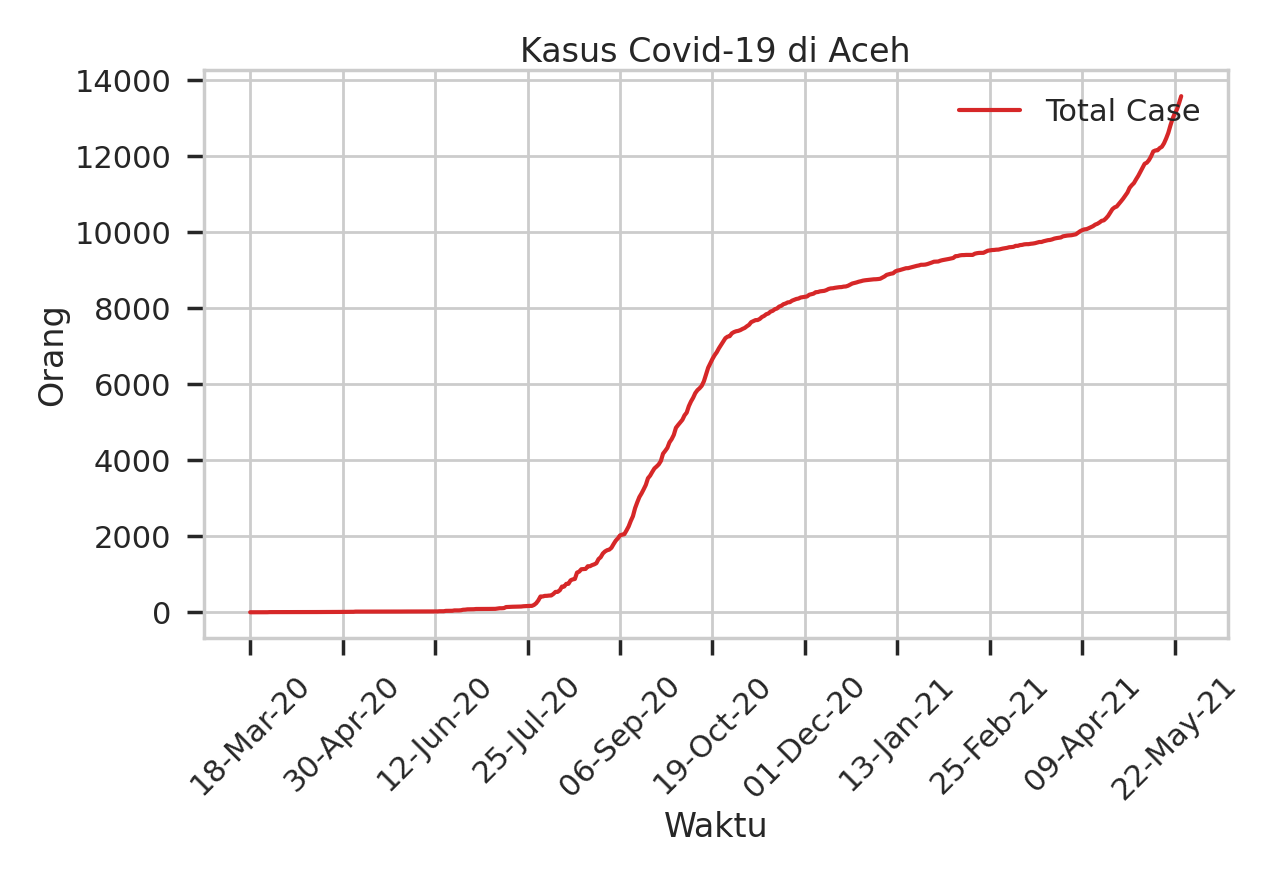 Kasus Covid-19 di Aceh
14000
12000
10000
8000
6000
4000
2000
0
Orang
Total Case
18-Mar-20
30-Apr-20
12-Jun-20
25-Jul-20
06-Sep-20
19-Oct-20
01-Dec-20
13-Jan-21
25-Feb-21
09-Apr-21
22-May-21
Waktu